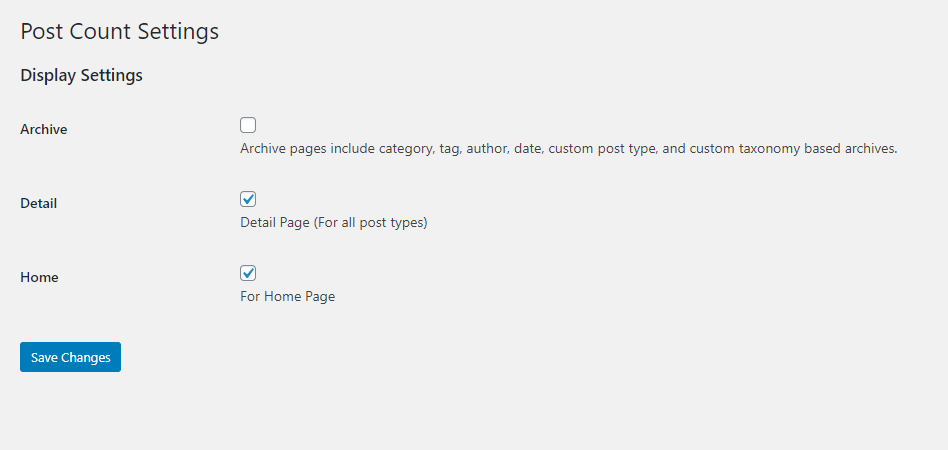 Post Count Settings
Display Settings
Archive
Archive pages include category, tag, author, date, custom post type, and custom taxonomy based archives.
Detail
Detail Page (For all post types)
Home
For Home Page
Save Changes